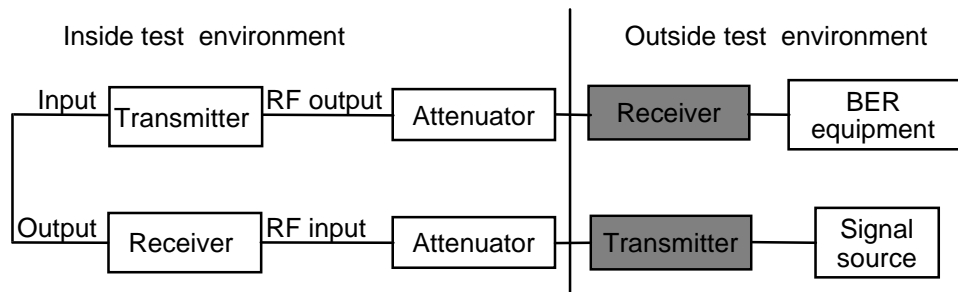 Inside test environment
Outside test environment
Input
Transmitter
RF output
Attenuator
Receiver
BER
equipment
Output
Receiver
RF input
Attenuator
Transmitter
Signal
source